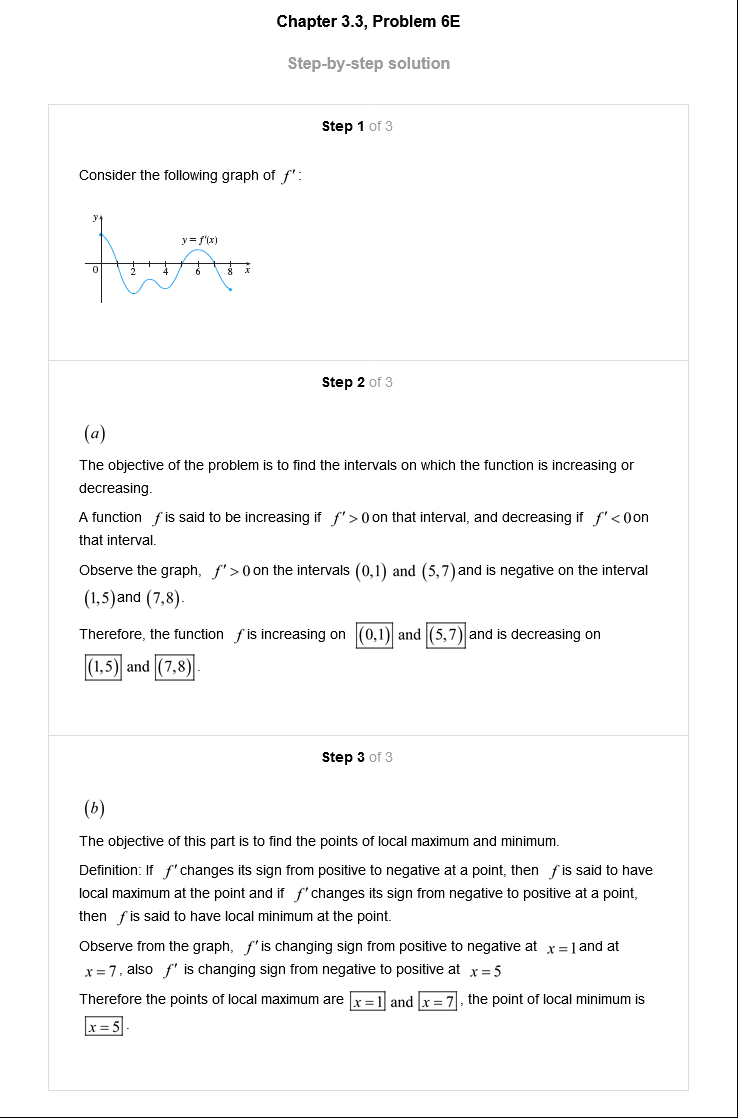 Chapter 3.3, Problem 6E
Step-by-step solution
Step 1 of 3
Consider the following graph of f′:
y
y = f′(x)
0 2 4 6 8 x
Step 2 of 3
(a)
The objective of the problem is to find the intervals on which the function is increasing or
decreasing.
A function f is said to be increasing if f′ > 0 on that interval, and decreasing if f′ < 0 on
that interval.
Observe the graph, f′ > 0 on the intervals (0,1) and (5,7) and is negative on the interval
(1,5) and (7,8).
Therefore, the function f is increasing on (0,1) and (5,7) and is decreasing on
(1,5) and (7,8).
Step 3 of 3
(b)
The objective of this part is to find the points of local maximum and minimum.
Definition: If f′ changes its sign from positive to negative at a point, then f is said to have
local maximum at the point and if f′ changes its sign from negative to positive at a point,
then f is said to have local minimum at the point.
Observe from the graph, f′ is changing sign from positive to negative at x = 1 and at
x = 7, also f′ is changing sign from negative to positive at x = 5
Therefore the points of local maximum are x = 1 and x = 7, the point of local minimum is
x = 5.